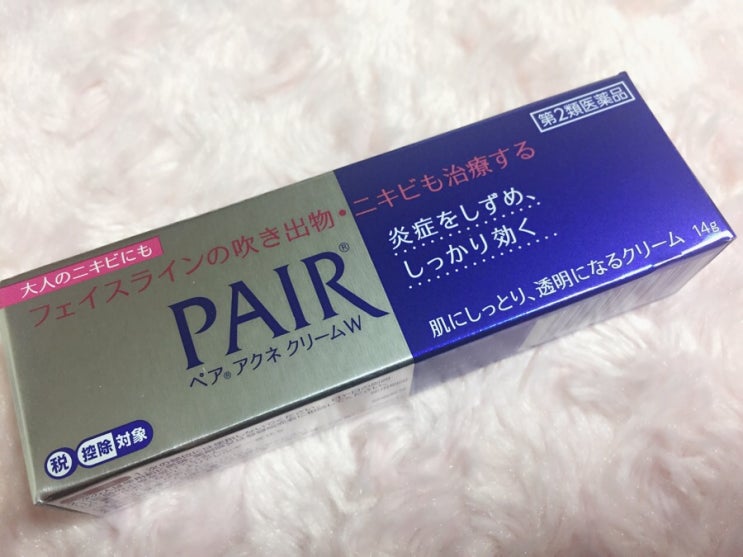 第2類医薬品
大人のニキビにも
フェイスラインの吹き出物・ニキビも治療する
PAIR®
ペア®アクネクリームW
炎症をしずめ、
しっかり効く
肌にしっとり、透明になるクリーム 14g
税 控除 対象